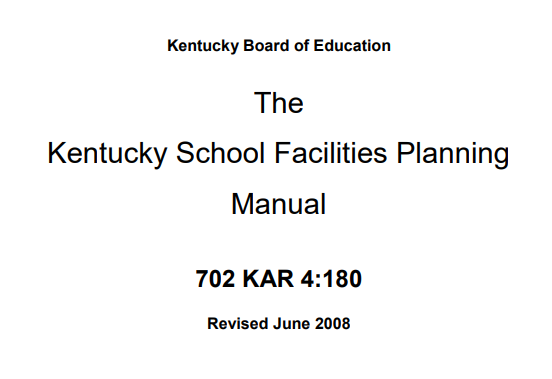 Kentucky Board of Education
The
Kentucky School Facilities Planning
Manual
702 KAR 4:180
Revised June 2008